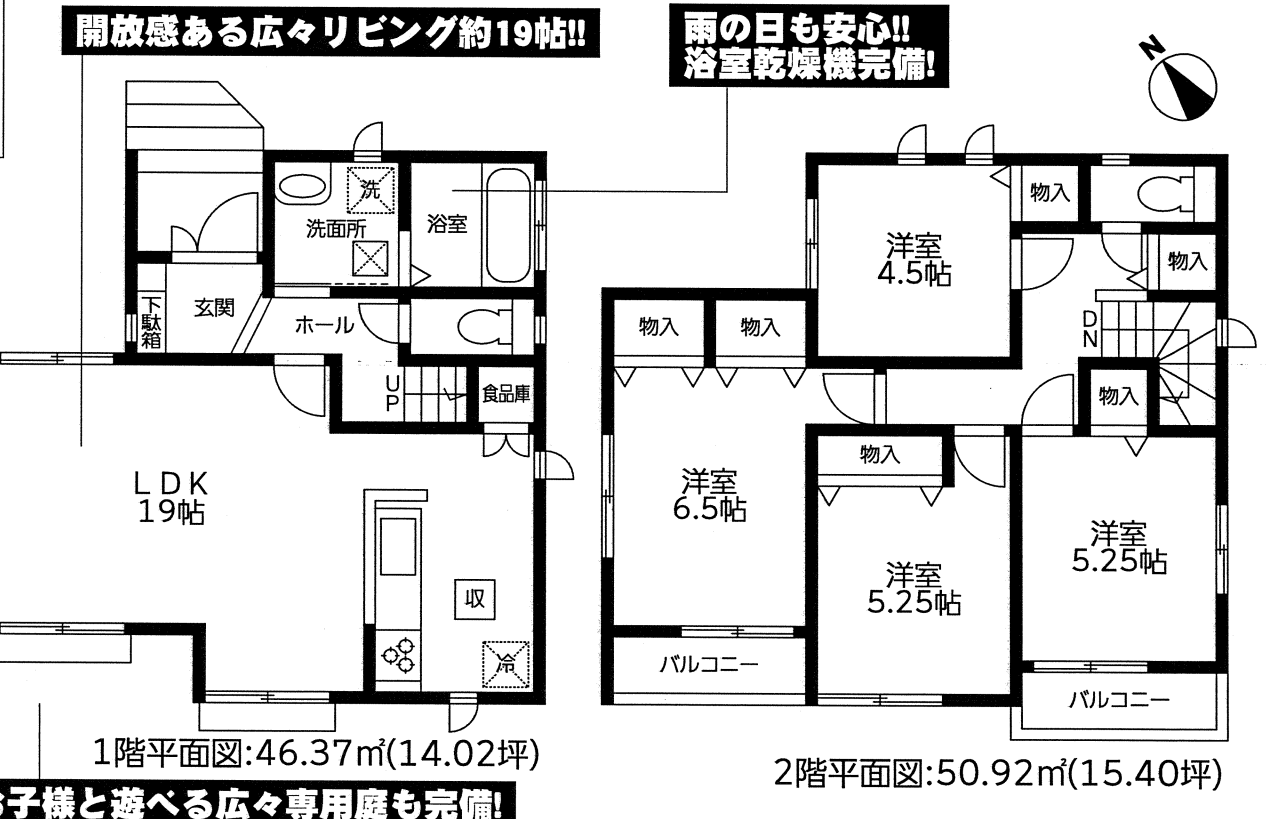 開放感ある広々リビング約19帖!!
雨の日も安心!!
浴室乾燥機完備!
N
洗
洗面所
浴室
玄関
下駄箱
ホール
UP
食品庫
LDK
19帖
収
冷
1階平面図:46.37㎡(14.02坪)
子様と遊べる広々専用庭も完備!
物入
洋室
4.5帖
物入
DN
物入
物入
物入
洋室
6.5帖
物入
洋室
5.25帖
洋室
5.25帖
バルコニー
バルコニー
2階平面図:50.92㎡(15.40坪)